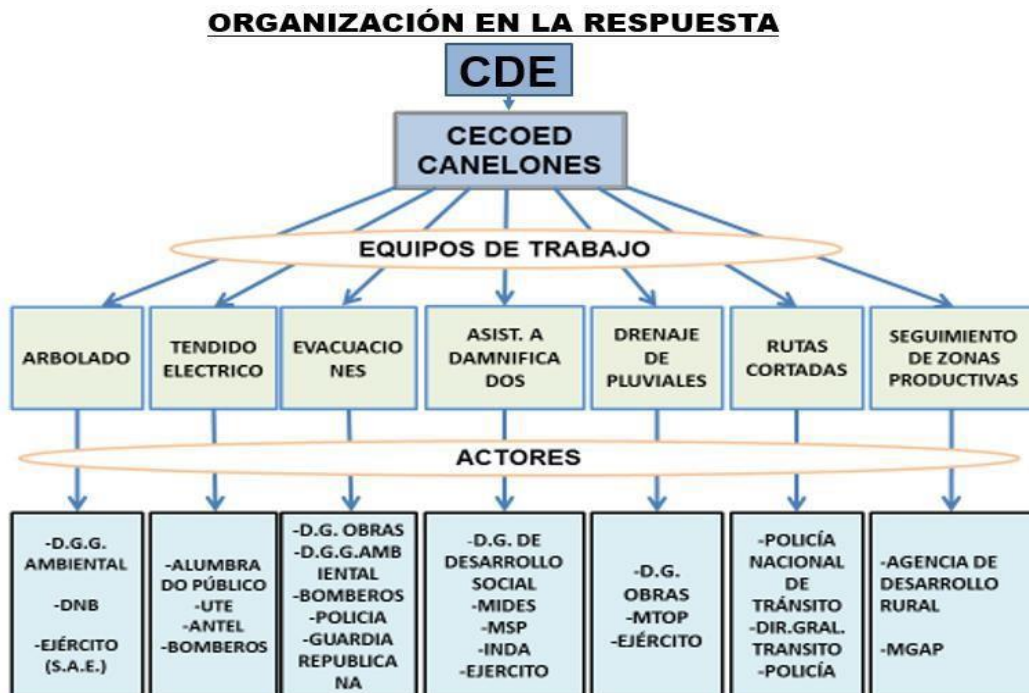 ORGANIZACIÓN EN LA RESPUESTA
CDE
CECOED
CANELONES
EQUIPOS DE TRABAJO
ARBOLADO
TENDIDO
ELECTRICO
EVACUACIO
NES
ASIST. A
DAMNIFICA
DOS
DRENAJE
DE
PLUVIALES
RUTAS
CORTADAS
SEGUIMIENTO
DE ZONAS
PRODUCTIVAS
ACTORES
-D.G.G.
AMBIENTAL
-DNB
-EJÉRCITO
(S.A.E.)
-ALUMBRA
DO PÚBLICO
-UTE
-ANTEL
-BOMBEROS
-D.G. OBRAS
-D.G.G.AMB
IENTAL
-BOMBEROS
-POLICIA
-GUARDIA
REPUBLICA
NA
-D.G. DE
DESARROLLO
SOCIAL
-MIDES
-MSP
-INDA
-EJERCITO
-D.G.
OBRAS
-MTOP
-EJÉRCITO
-POLICÍA
NACIONAL
DE
TRÁNSITO
-DIR.GRAL.
TRANSITO
-POLICÍA
-AGENCIA DE
DESARROLLO
RURAL
-MGAP